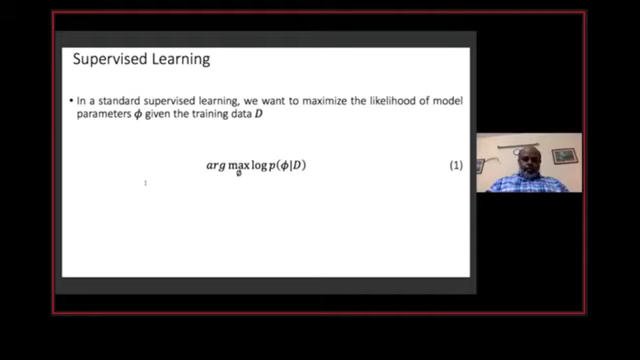 Supervised Learning
• In a standard supervised learning, we want to maximize the likelihood of model
parameters ϕ given the training data D
arg max log p(ϕ|D) (1)
ϕ